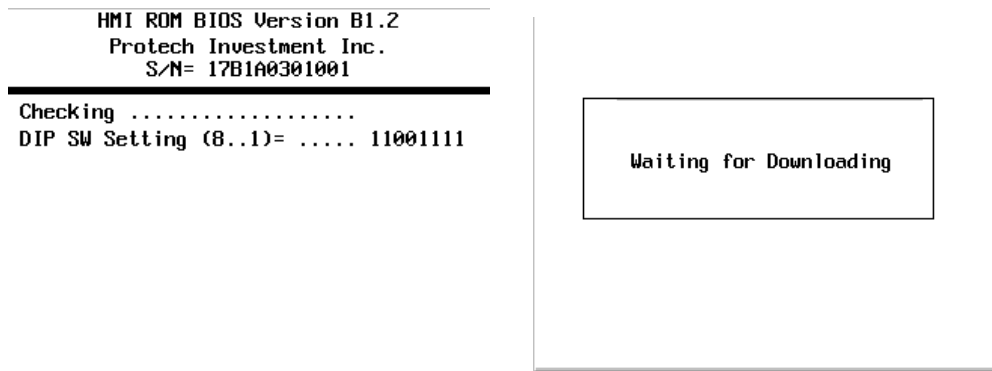 HMI ROM BIOS Version B1.2
Protech Investment Inc.
S/N= 17B1A0301001
Checking ...................
DIP SW Setting (8..1)= ..... 11001111
Waiting for Downloading